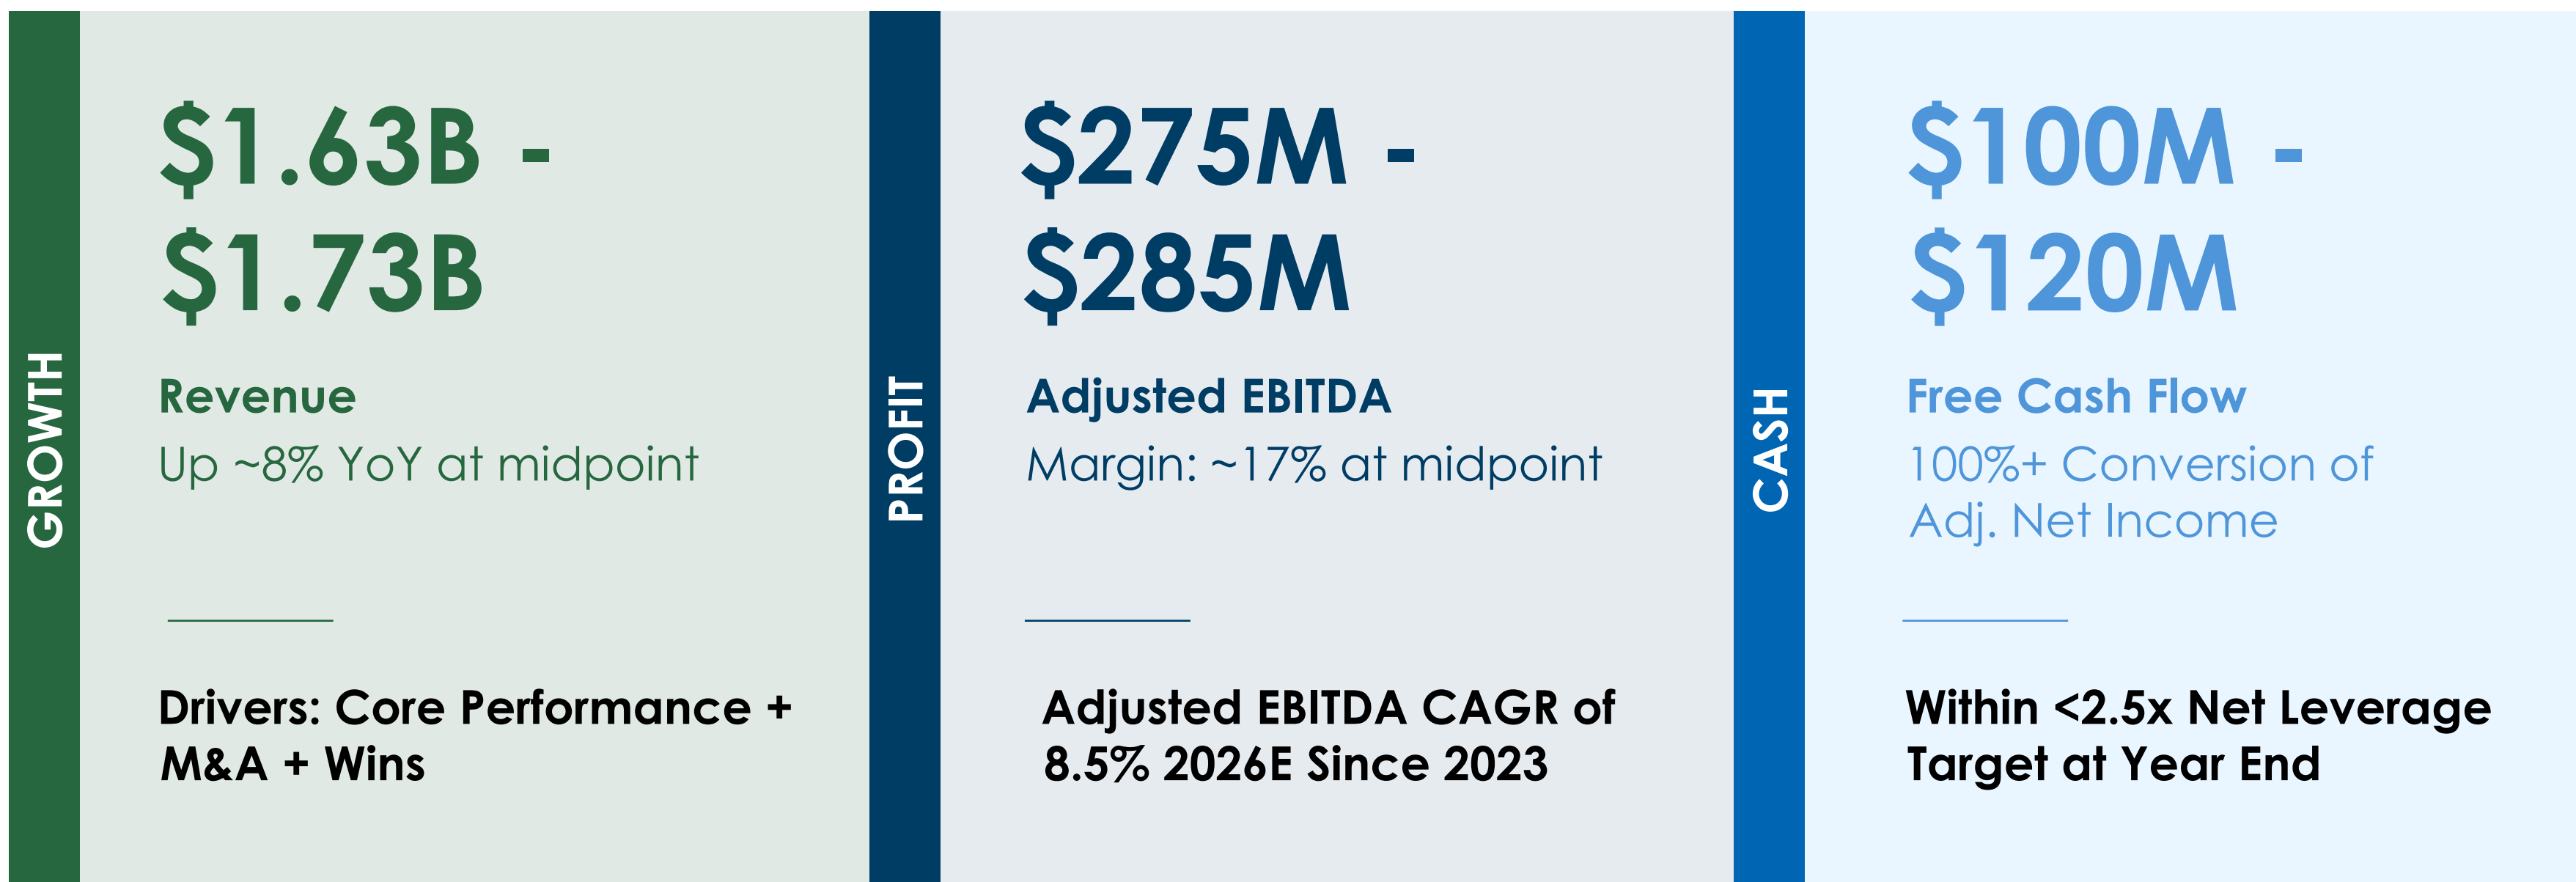 GROWTH
$1.63B -
$1.73B
Revenue
Up ~8% YoY at midpoint
Drivers: Core Performance +
M&A + Wins
PROFIT
$275M -
$285M
Adjusted EBITDA
Margin: ~17% at midpoint
Adjusted EBITDA CAGR of
8.5% 2026E Since 2023
CASH
$100M -
$120M
Free Cash Flow
100%+ Conversion of
Adj. Net Income
Within <2.5x Net Leverage
Target at Year End